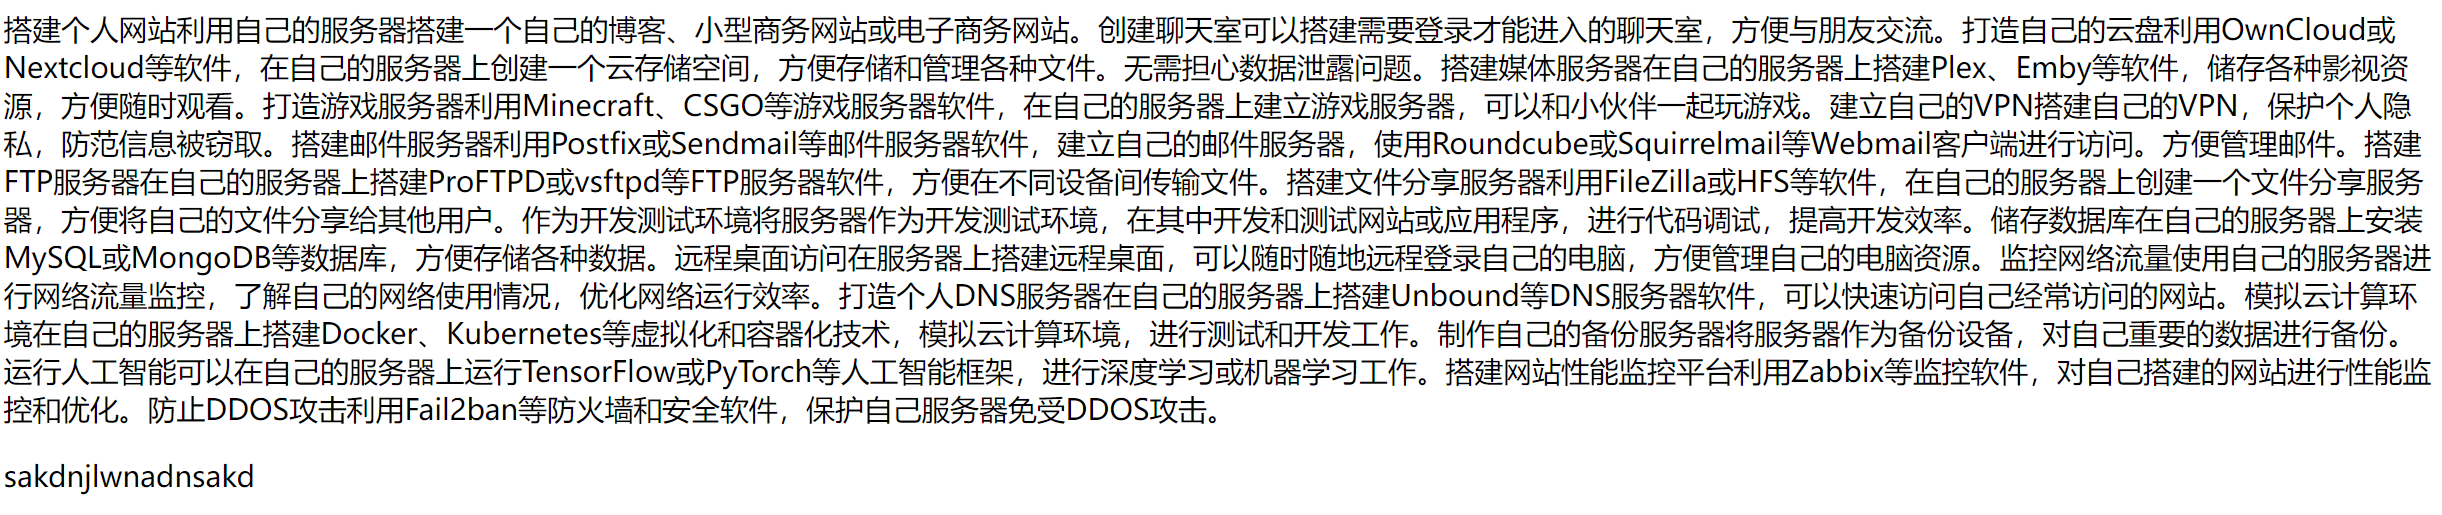 搭建个人网站利用自己的服务器搭建一个自己的博客、小型商务网站或电子商务网站。创建聊天室可以搭建需要登录才能进入的聊天室，方便与朋友交流。打造自己的云盘利用OwnCloud或
Nextcloud等软件，在自己的服务器上创建一个云存储空间，方便存储和管理各种文件。无需担心数据泄露问题。搭建媒体服务器在自己的服务器上搭建Plex、Emby等软件，储存各种影视资
源，方便随时观看。打造游戏服务器利用Minecraft、CSGO等游戏服务器软件，在自己的服务器上建立游戏服务器，可以和小伙伴一起玩游戏。建立自己的VPN搭建自己的VPN，保护个人隐
私，防范信息被窃取。搭建邮件服务器利用Postfix或Sendmail等邮件服务器软件，建立自己的邮件服务器，使用Roundcube或Squirrelmail等Webmail客户端进行访问。方便管理邮件。搭建
FTP服务器在自己的服务器上搭建ProFTPD或vsftpd等FTP服务器软件，方便在不同设备间传输文件。搭建文件分享服务器利用FileZilla或HFS等软件，在自己的服务器上创建一个文件分享服务
器，方便将自己的文件分享给其他用户。作为开发测试环境将服务器作为开发测试环境，在其中开发和测试网站或应用程序，进行代码调试，提高开发效率。储存数据库在自己的服务器上安装
MySQL或MongoDB等数据库，方便存储各种数据。远程桌面访问在服务器上搭建远程桌面，可以随时随地远程登录自己的电脑，方便管理自己的电脑资源。监控网络流量使用自己的服务器进
行网络流量监控，了解自己的网络使用情况，优化网络运行效率。打造个人DNS服务器在自己的服务器上搭建Unbound等DNS服务器软件，可以快速访问自己经常访问的网站。模拟云计算环
境在自己的服务器上搭建Docker、Kubernetes等虚拟化和容器化技术，模拟云计算环境，进行测试和开发工作。制作自己的备份服务器将服务器作为备份设备，对自己重要的数据进行备份。
运行人工智能可以在自己的服务器上运行TensorFlow或PyTorch等人工智能框架，进行深度学习或机器学习工作。搭建网站性能监控平台利用Zabbix等监控软件，对自己搭建的网站进行性能监
控和优化。防止DDOS攻击利用Fail2ban等防火墙和安全软件，保护自己服务器免受DDOS攻击。
sakdnjlwnadnsakd